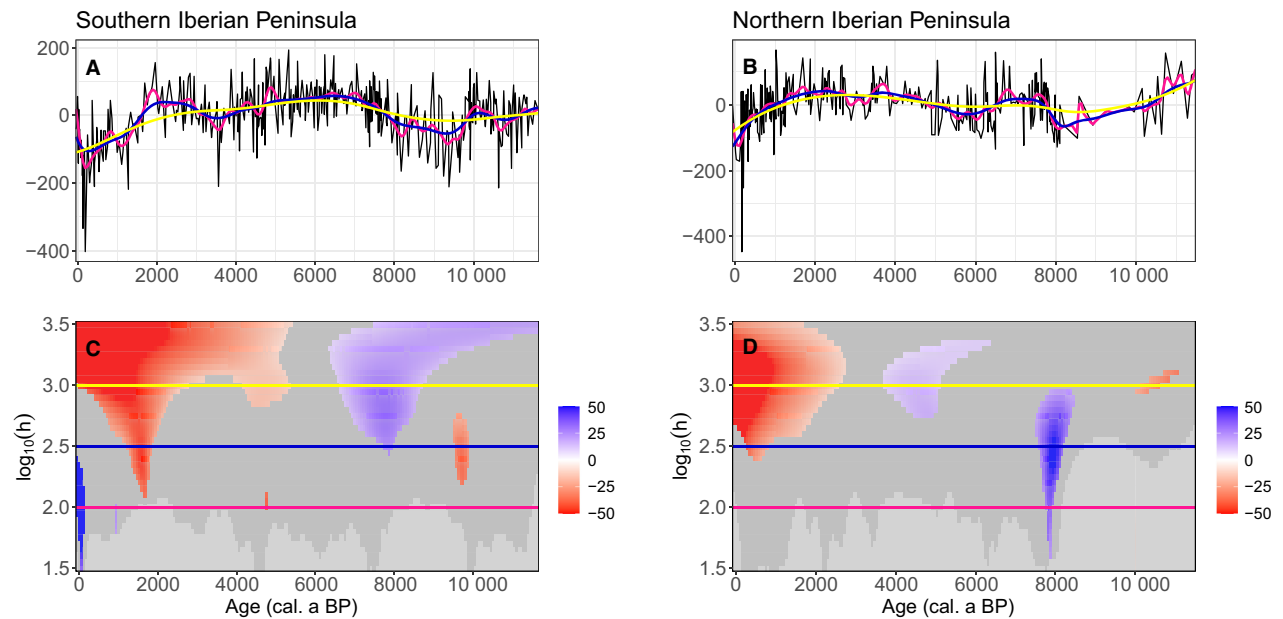 Southern Iberian Peninsula
Northern Iberian Peninsula
A
200
0
−200
−400
0 2000 4000 6000 8000 10 000
B
0
−200
−400
0 2000 4000 6000 8000 10 000
C
3.5
3.0
2.5
2.0
1.5
log10(h)
0 2000 4000 6000 8000 10 000
Age (cal. a BP)
50
25
0
−25
−50
D
3.5
3.0
2.5
2.0
1.5
log10(h)
0 2000 4000 6000 8000 10 000
Age (cal. a BP)
50
25
0
−25
−50